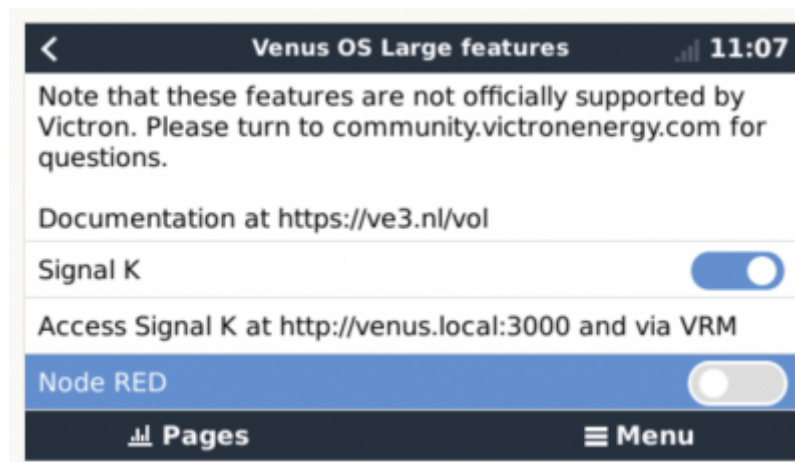 Venus OS Large features
11:07
Note that these features are not officially supported by
Victron. Please turn to community.victronenergy.com for
questions.
Documentation at https://ve3.nl/vol
Signal K
Access Signal K at http://venus.local:3000 and via VRM
Node RED
Pages
Menu